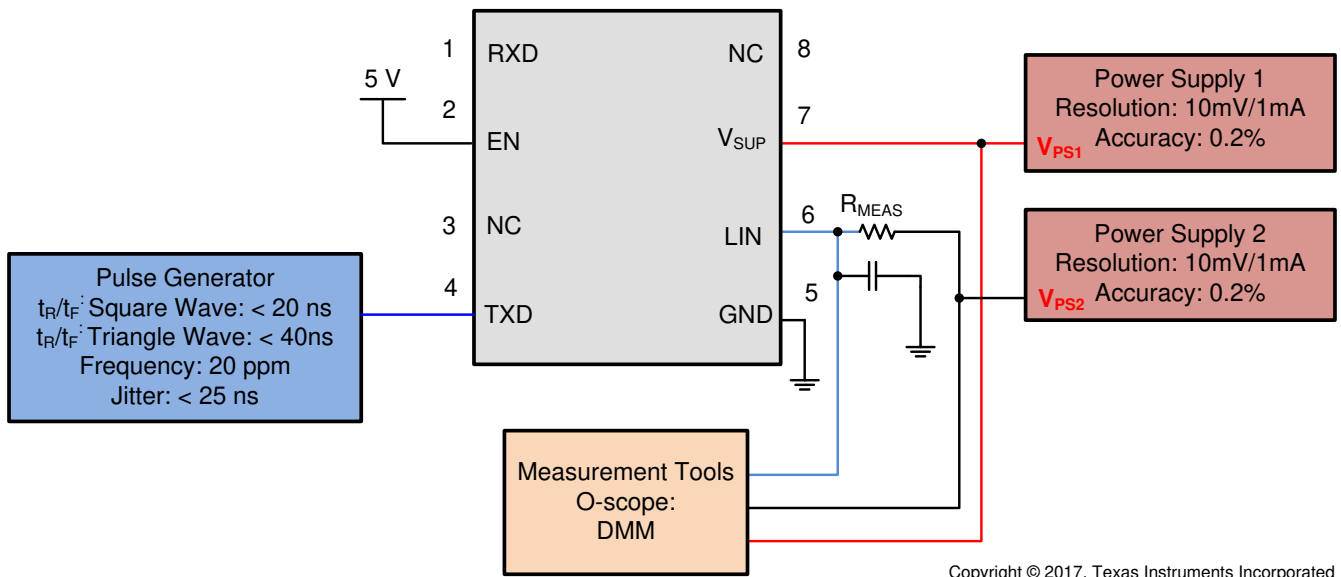 1
RXD
NC
8
5 V
2
EN
7
VSUP
3
NC
6
LIN
RMEAS
4
TXD
5
GND
Power Supply 1
Resolution: 10mV/1mA
Accuracy: 0.2%
VPS1
Power Supply 2
Resolution: 10mV/1mA
Accuracy: 0.2%
VPS2
Pulse Generator
tR/tF: Square Wave: < 20 ns
tR/tF: Triangle Wave: < 40ns
Frequency: 20 ppm
Jitter: < 25 ns
Measurement Tools
O-scope:
DMM
Copyright © 2017, Texas Instruments Incorporated